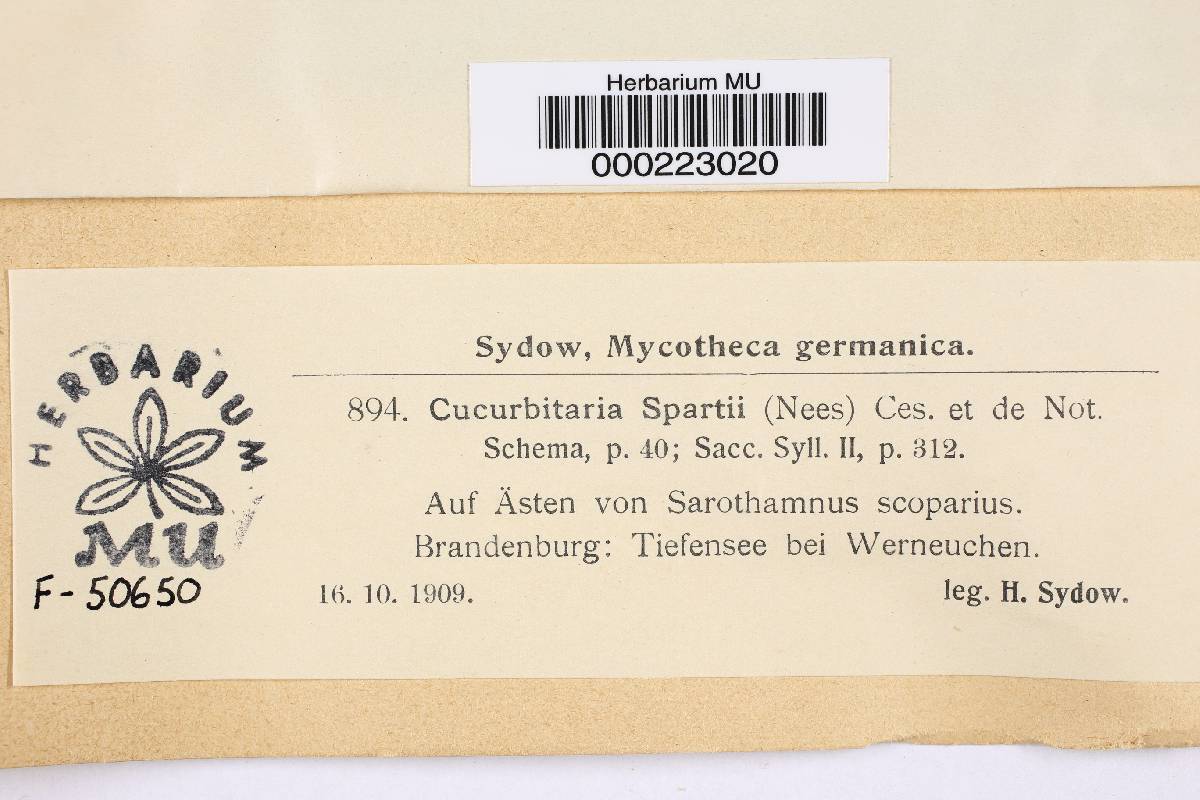 Herbarium MU
000223020
Sydow, Mycotheca germanica.
894. Cucurbitaria Spartii (Nees) Ces. et de Not.
Schema, p. 40; Sacc. Syll. II, p. 312.
Auf Ästen von Sarothamnus scoparius.
Brandenburg: Tiefensee bei Werneuchen.
16. 10. 1909. leg. H. Sydow.
HERBARIUM
MU
F-50650